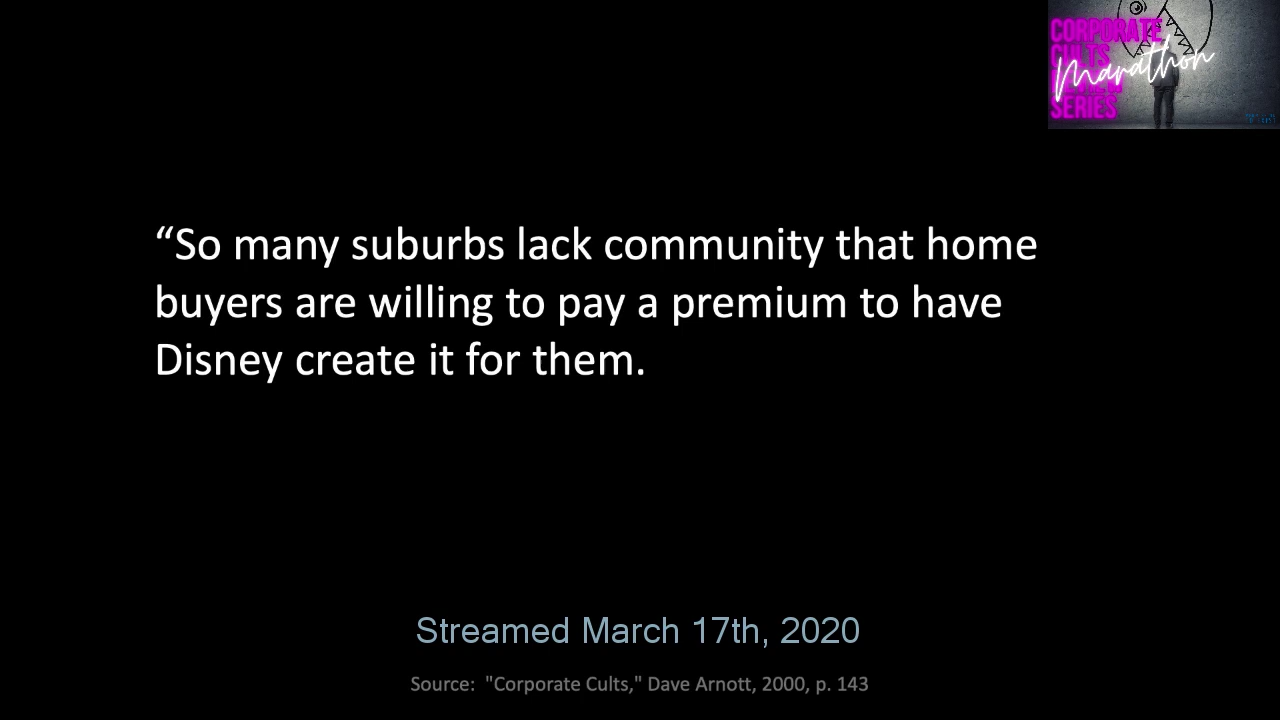 CORPORATE
CULTS
Marathon
SERIES
“So many suburbs lack community that home
buyers are willing to pay a premium to have
Disney create it for them.
Streamed March 17th, 2020
Source: "Corporate Cults," Dave Arnott, 2000, p. 143